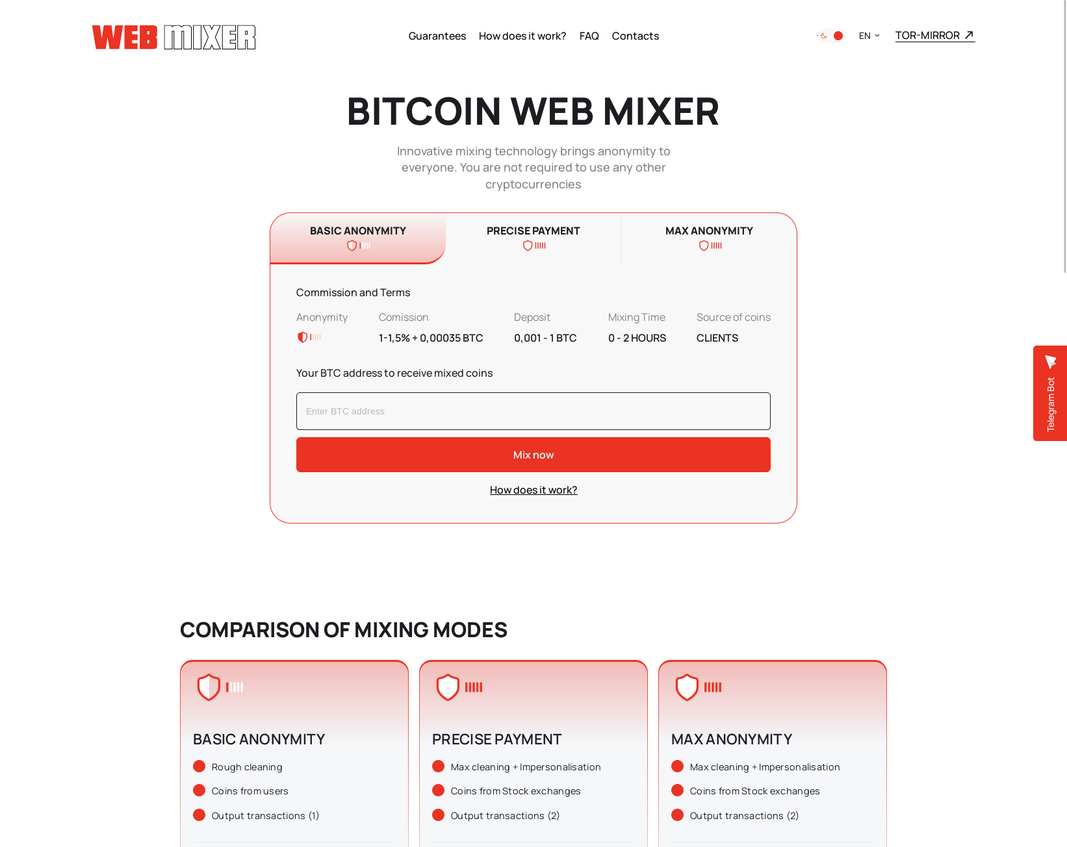 WEB MIXER
Guarantees How does it work? FAQ Contacts
EN
TOR-MIRROR
BITCOIN WEB MIXER
Innovative mixing technology brings anonymity to
everyone. You are not required to use any other
cryptocurrencies
BASIC ANONYMITY
PRECISE PAYMENT
MAX ANONYMITY
Commission and Terms
Anonymity Comission Deposit Mixing Time Source of coins
1-1,5% + 0,00035 BTC 0,001 - 1 BTC 0 - 2 HOURS CLIENTS
Your BTC address to receive mixed coins
Enter BTC address
Mix now
How does it work?
Telegram Bot
COMPARISON OF MIXING MODES
BASIC ANONYMITY
Rough cleaning
Coins from users
Output transactions (1)
PRECISE PAYMENT
Max cleaning + Impersonalisation
Coins from Stock exchanges
Output transactions (2)
MAX ANONYMITY
Max cleaning + Impersonalisation
Coins from Stock exchanges
Output transactions (2)